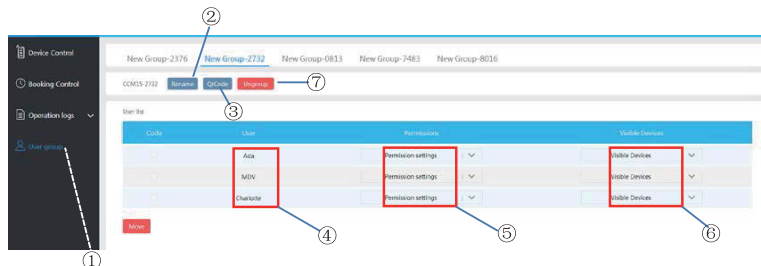 ②
Device Control
New Group-2376 New Group-2732 New Group-0813 New Group-7483 New Group-8016
Booking Control
CCM15-2732 Rename QrCode Ungroup ⑦
③
Operation logs
User list
Code User Permissions Visible Devices
User group
Ada Permission settings Visible Devices
MDV Permission settings Visible Devices
Charlotte Permission settings Visible Devices
Move
④ ⑤ ⑥
①